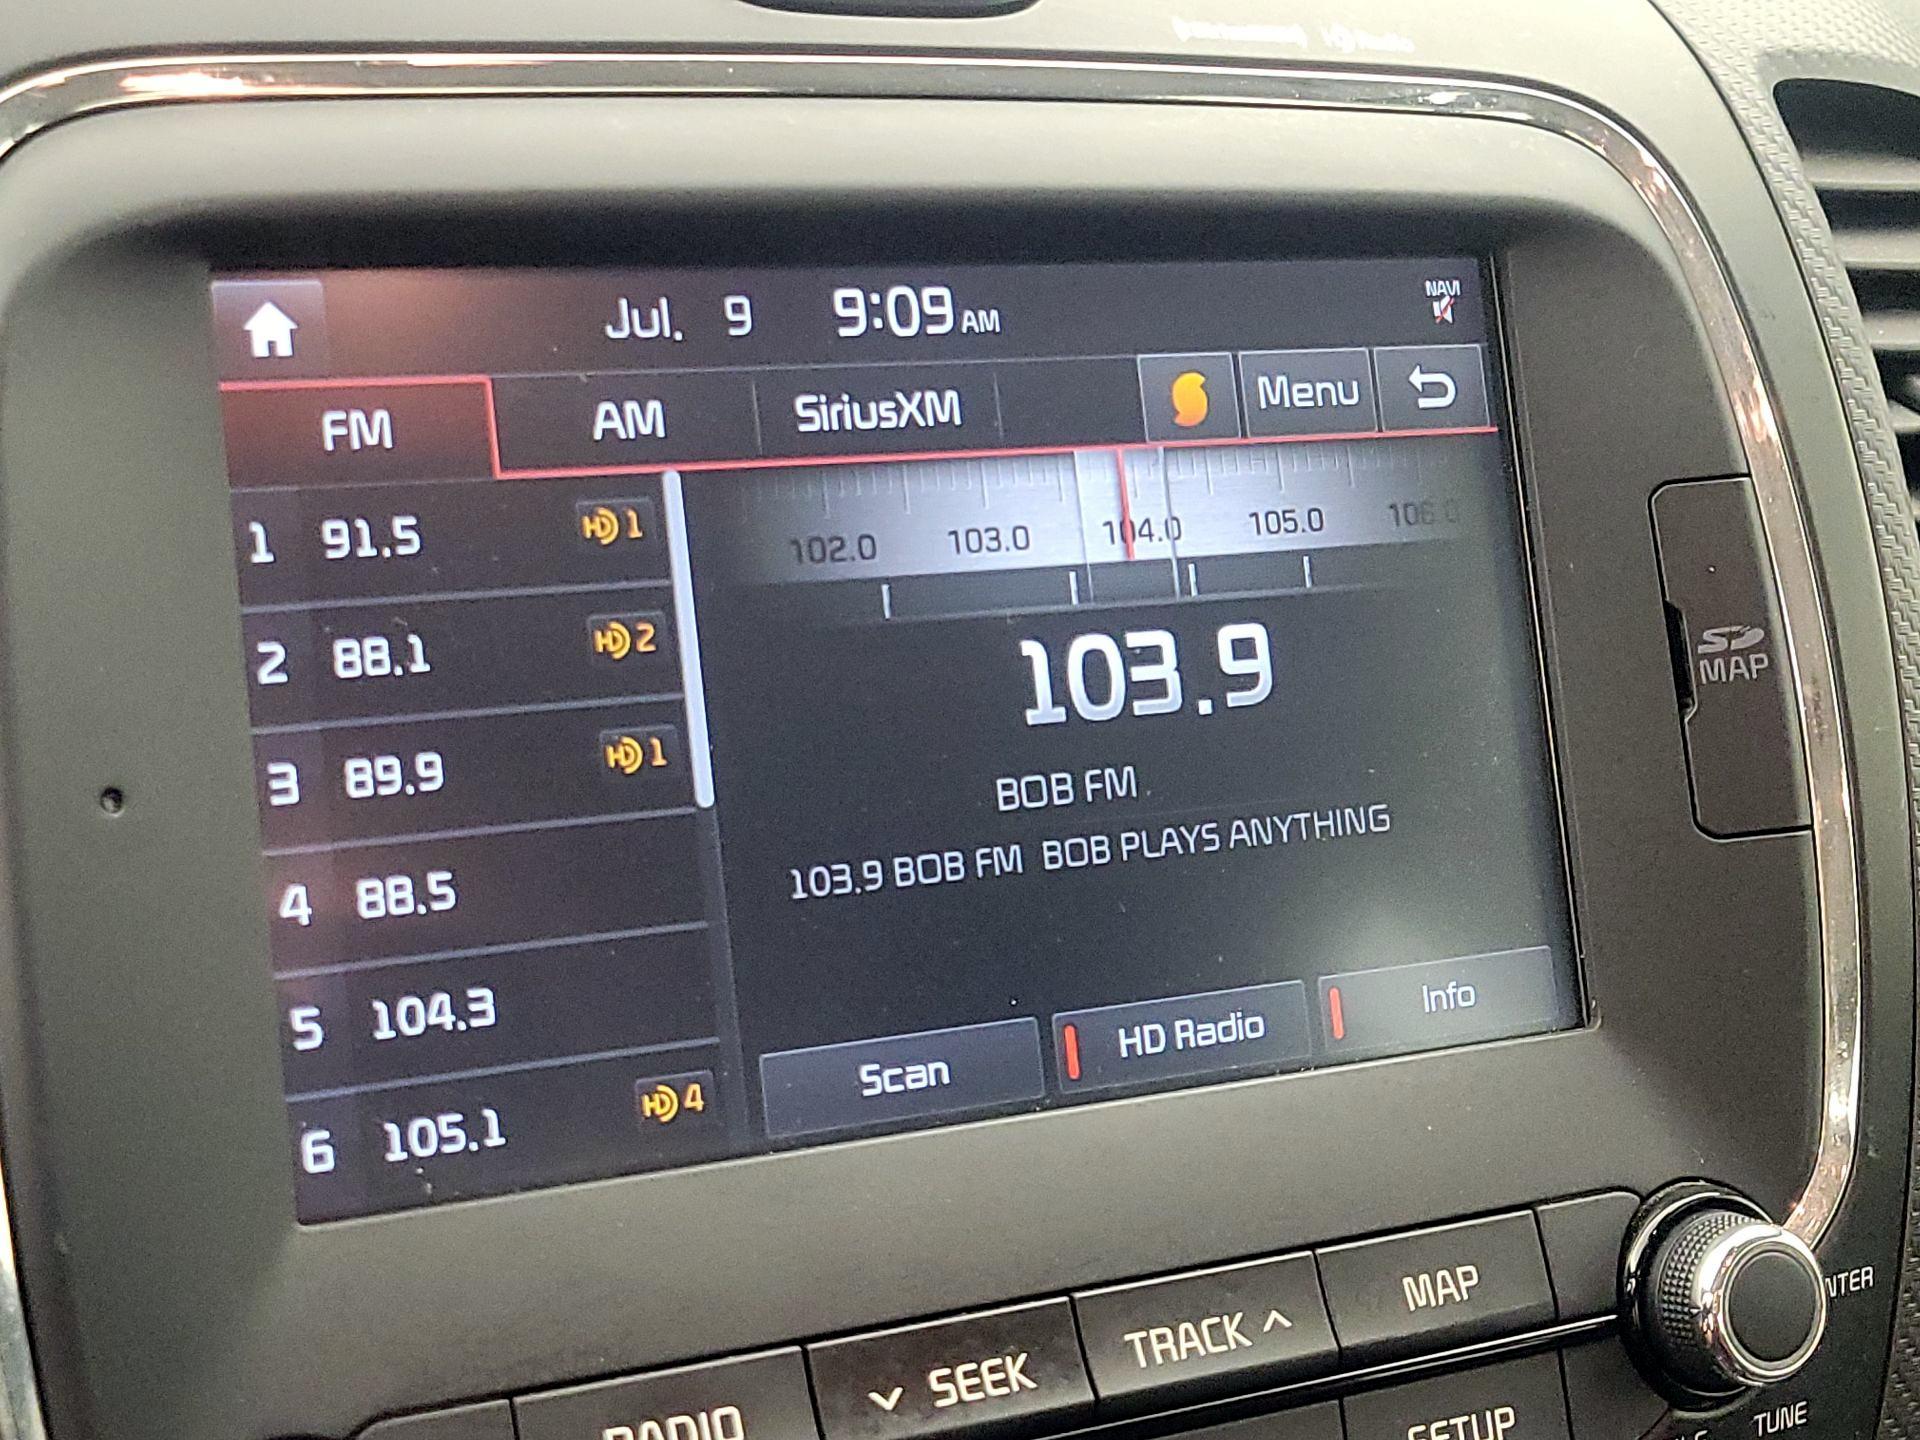 Jul. 9 9:09 AM
NAVI
FM AM SiriusXM Menu
102.0 103.0 104.0 105.0 106.0
1 91.5 HD 1
2 88.1 HD 2
3 89.9 HD 1
4 88.5
5 104.3
6 105.1 HD 4
103.9
BOB FM
103.9 BOB FM BOB PLAYS ANYTHING
Scan HD Radio Info
SD
MAP
RADIO SEEK TRACK MAP
SETUP TUNE